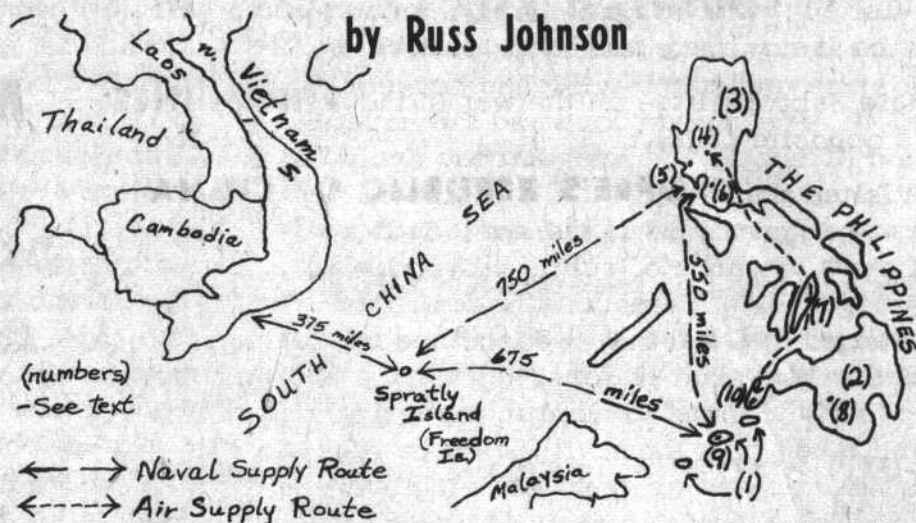 by Russ Johnson
Laos
N. Vietnam S.
Thailand
Cambodia
(3)
(4)
(5)
(6)
THE PHILIPPINES
SOUTH CHINA SEA
750 miles
550 miles
375 miles
675 miles
(7)
(2)
(8)
(10)
(9)
(1)
(numbers)
-See text
Spratly
Island
(Freedom
Is.)
Malaysia
Naval Supply Route
Air Supply Route